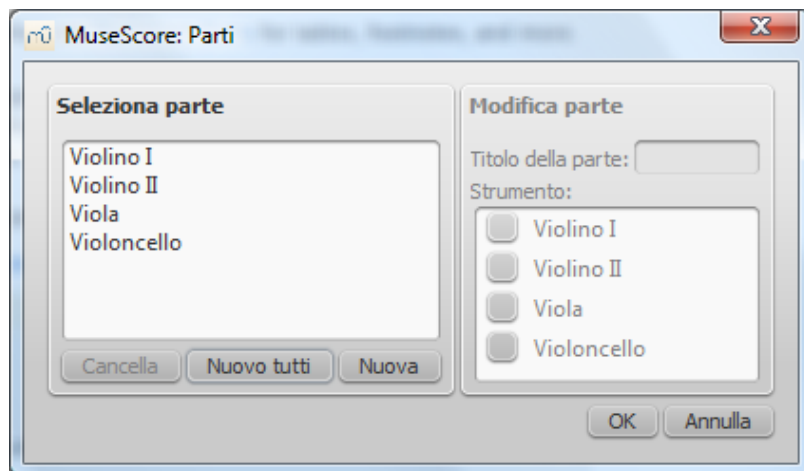 MuseScore: Parti
Seleziona parte
Violino I
Violino II
Viola
Violoncello
Cancella
Nuovo tutti
Nuova
Modifica parte
Titolo della parte:
Strumento:
Violino I
Violino II
Viola
Violoncello
OK
Annulla